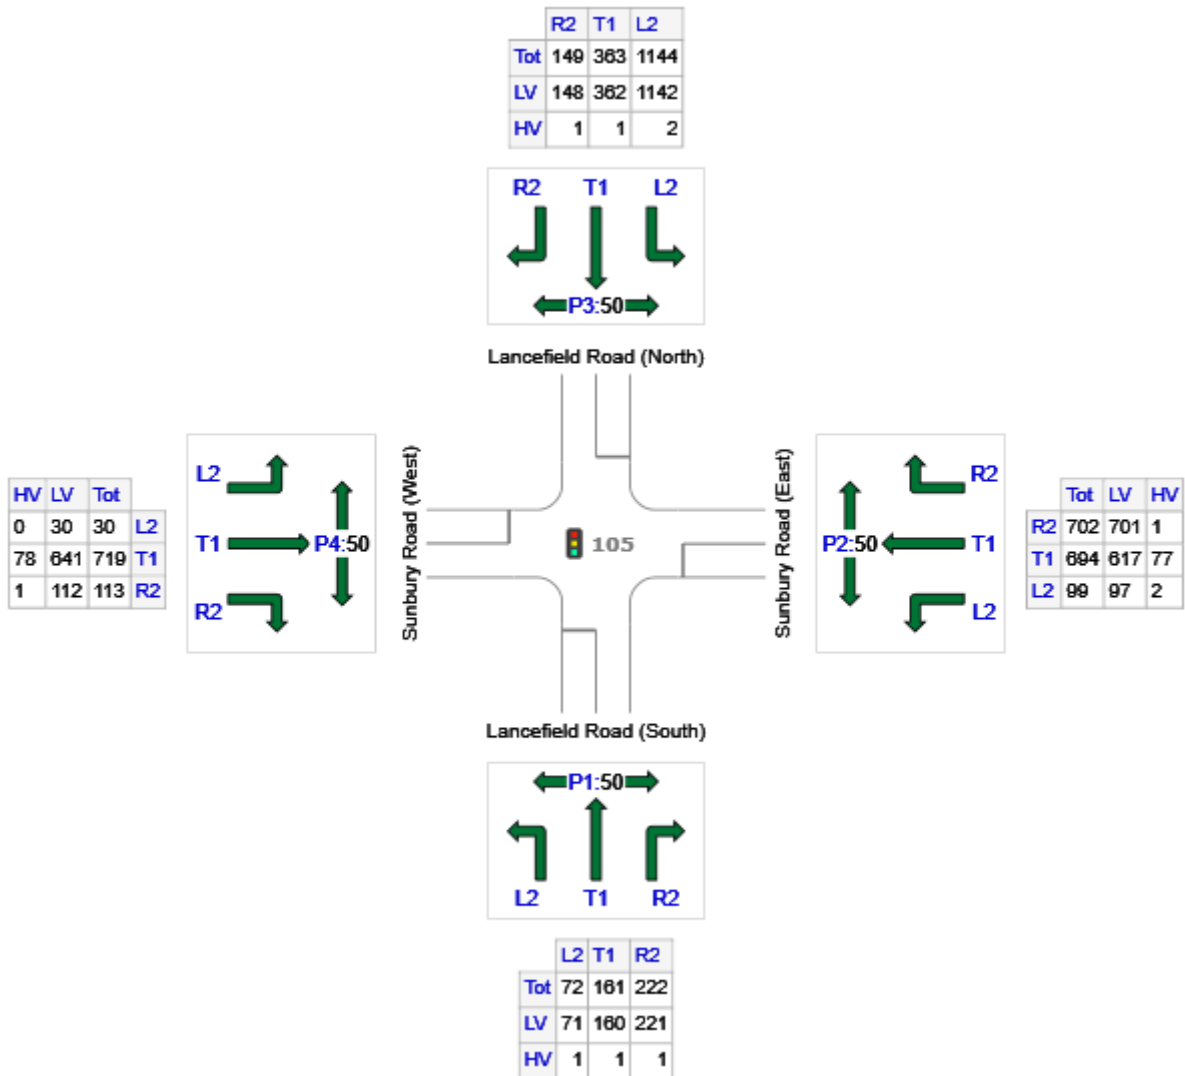 R2 T1 L2
Tot 149 363 1144
LV 148 362 1142
HV 1 1 2
R2 T1 L2
P3:50
Lancefield Road (North)
HV LV Tot
0 30 30 L2
78 641 719 T1
1 112 113 R2
L2
T1 P4:50
R2
Sunbury Road (West)
105
Sunbury Road (East)
R2
P2:50 T1
L2
Tot LV HV
R2 702 701 1
T1 694 617 77
L2 99 97 2
Lancefield Road (South)
P1:50
L2 T1 R2
L2 T1 R2
Tot 72 161 222
LV 71 160 221
HV 1 1 1